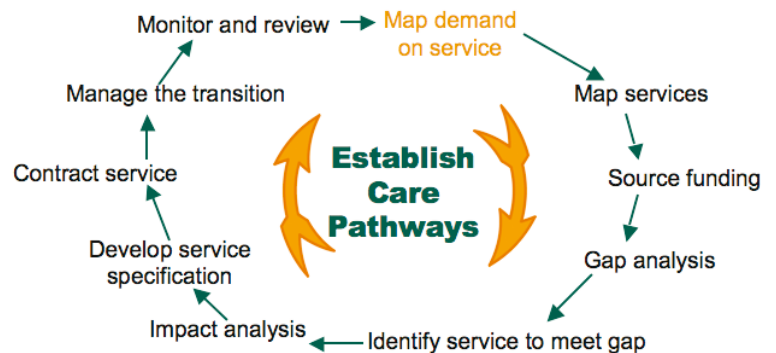 Monitor and review
Map demand
on service
Map services
Source funding
Gap analysis
Identify service to meet gap
Impact analysis
Develop service
specification
Contract service
Manage the transition
Establish
Care
Pathways